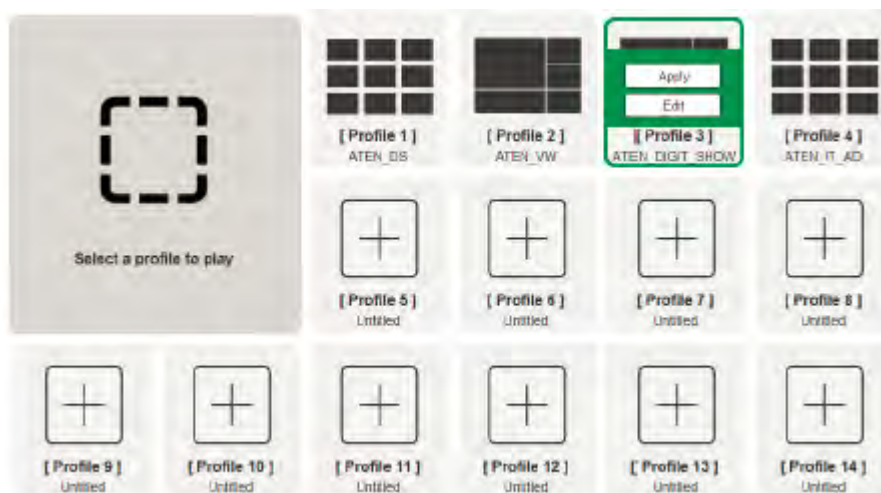 [ Profile 1 ]
ATEN_DS
[ Profile 2 ]
ATEN_VW
Apply
Edit
[ Profile 3 ]
ATEN_DIGIT_SHOW
[ Profile 4 ]
ATEN_IT_AD
Select a profile to play
[ Profile 5 ]
Untitled
[ Profile 6 ]
Untitled
[ Profile 7 ]
Untitled
[ Profile 8 ]
Untitled
[ Profile 9 ]
Untitled
[ Profile 10 ]
Untitled
[ Profile 11 ]
Untitled
[ Profile 12 ]
Untitled
[ Profile 13 ]
Untitled
[ Profile 14 ]
Untitled